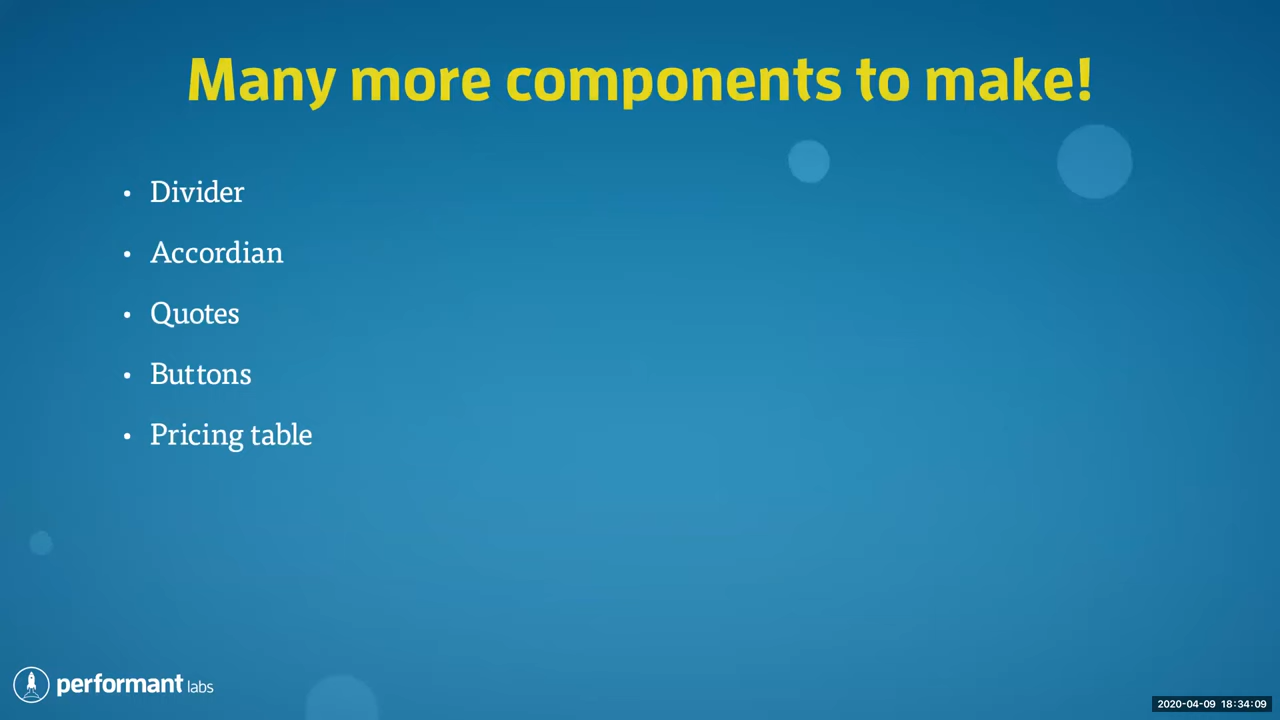 Many more components to make!
• Divider
• Accordian
• Quotes
• Buttons
• Pricing table
performant labs
2020-04-09 18:34:09